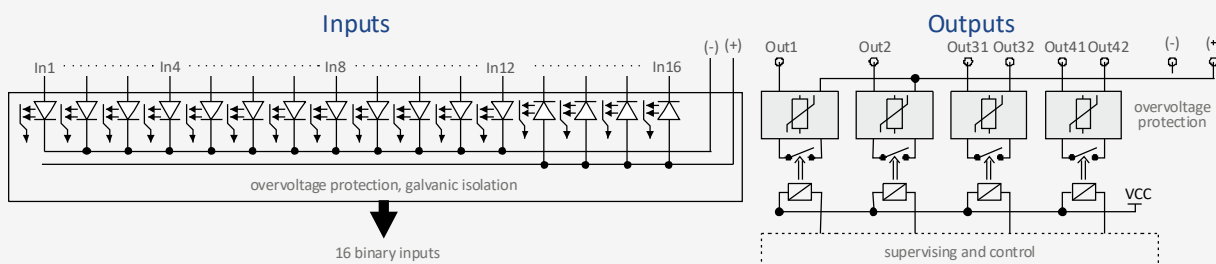 Inputs
Outputs
(-) (+)
In1 In4 In8 In12 In16
Out1 Out2 Out31 Out32 Out41 Out42 (-) (+
overvoltage
protection
overvoltage protection, galvanic isolation
VCC
16 binary inputs
supervising and control